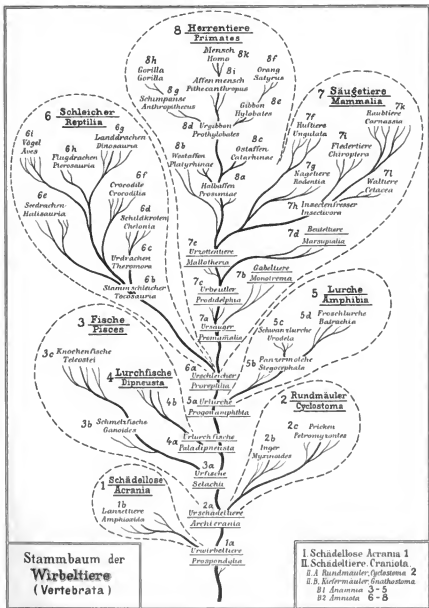 8 Herrentiere
Primates
8k
Mensch
Homo
8h
Gorilla
Gorilla
8f
Orang
Satyrus
8i
Affenmensch
Pithecanthropus
8g
Schimpanse
Anthropithecus
8e
Gibbon
Hylobates
8d Urgibbon
Prothylobates
8c
Ostaffen
Catarhinae
8b
Westaffen
Platyrhinae
8a
Halbaffen
Prosimiae
7 Säugetiere
Mammalia
7k
Raubtiere
Carnassia
7f
Huftiere
Ungulata
7i
Fledertiere
Chiroptera
7g
Nagetiere
Rodentia
7l
Waltiere
Cetacea
7h Insectenfresser
Insectivora
7d Beuteltiere
Marsupialia
7e
Urzottentiere
Mallotheria
7b Gabeltiere
Monotrema
7c
Urbeutler
Prodidelphia
7a
Ursäuger
Promammalia
6 Schleicher
Reptilia
6i
Vögel
Aves
6g
Landdrachen
Dinosauria
6h
Flugdrachen
Pterosauria
6f
Crocodile
Crocodilia
6e
Seedrachen
Halisauria
6d
Schildkröten
Chelonia
6c
Urdrachen
Theromora
6b
Stammschleicher
Tocosauria
6a
Urschleicher
Proreptilia
5 Lurche
Amphibia
5d Froschlurche
Batrachia
5c
Schwanzlurche
Urodela
5b Panzermolche
Stegocephala
5a Urlurche
Progonamphibia
3 Fische
Pisces
3c Knochenfische
Teleostei
4 Lurchfische
Dipneusta
4b
3b Schmelzfische
Ganoides
4a Urlurchfische
Paladipneusta
3a
Urfische
Selachii
2 Rundmäuler
Cyclostoma
2c Pricken
Petromyzontes
2b
Inger
Myxinoides
1 Schädellose
Acrania
2a
Urschädeltiere
Archicrania
1b
Lanzettiere
Amphioxida
1a
Urwirbeltiere
Prospondylia
Stammbaum der
Wirbeltiere
(Vertebrata)
I. Schädellose Acrania 1
II. Schädeltiere. Craniota.
II. A Rundmäuler, Cyclostoma 2
II. B. Kiefermäuler, Gnathostoma
B1 Anamnia 3-5
B2 Amniota 6-8